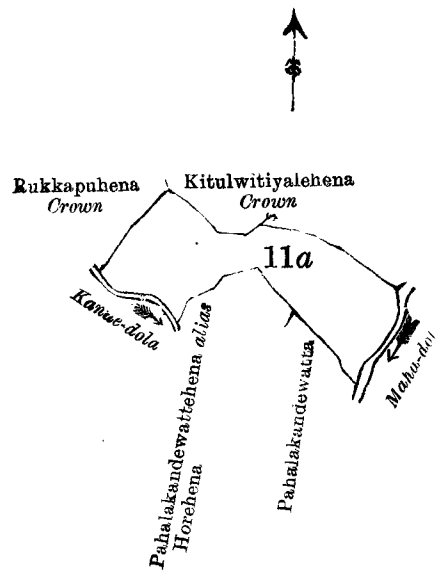 Rukkapuhena
Crown
Kitulwitiyalehena
Crown
11a
Kanue-dola
Pahalakandewattehena alias
Horehena
Pahalakandewatta